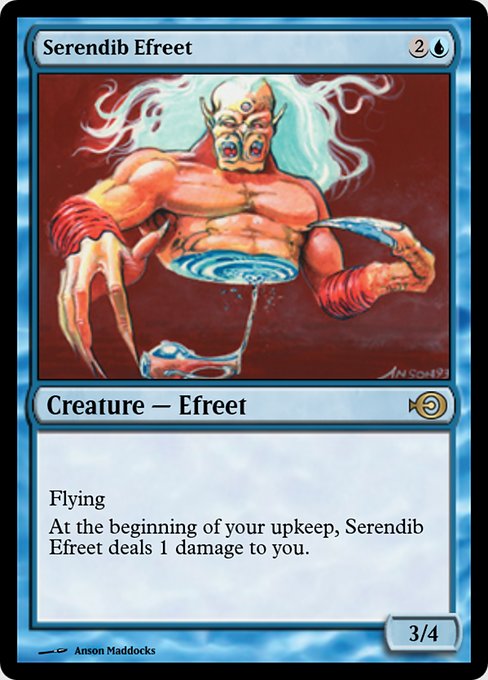 Serendib Efreet 2
ANSON93
Creature — Efreet
Flying
At the beginning of your upkeep, Serendib
Efreet deals 1 damage to you.
3/4
Anson Maddocks